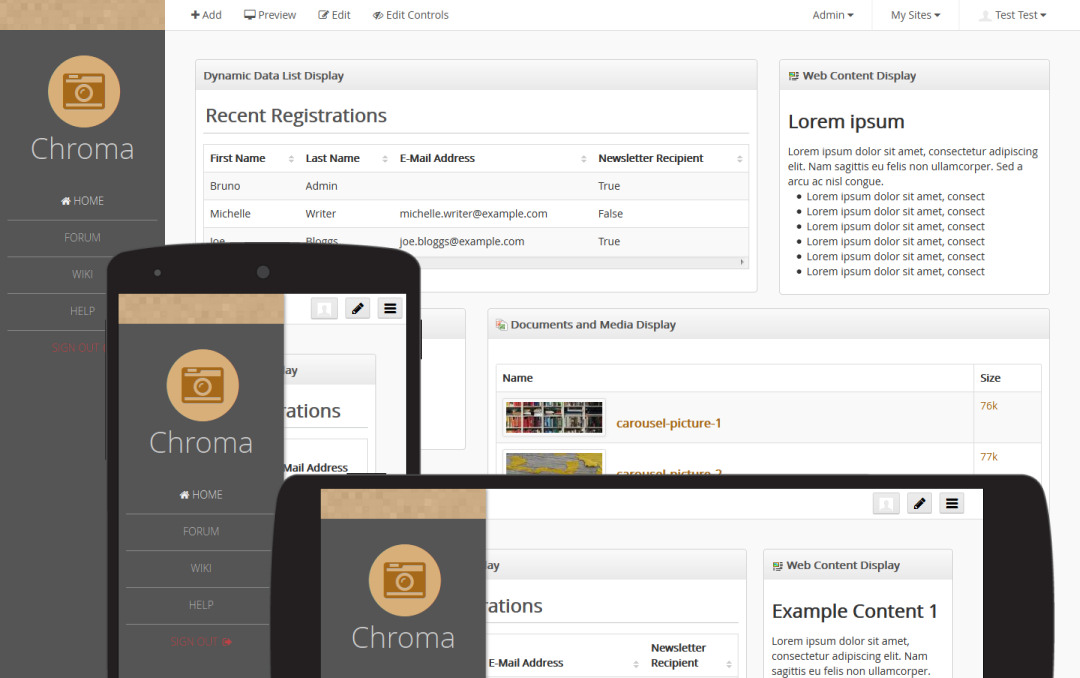 Add Preview Edit Edit Controls Admin My Sites Test Test
Chroma
HOME
FORUM
WIKI
HELP
SIGN OUT
Dynamic Data List Display
Recent Registrations
First Name Last Name E-Mail Address Newsletter Recipient
Bruno Admin True
Michelle Writer michelle.writer@example.com False
Joe Bloggs joe.bloggs@example.com True
Web Content Display
Lorem ipsum
Lorem ipsum dolor sit amet, consectetur adipiscing
elit. Nam sagittis eu felis non ullamcorper. Sed a
arcu ac nisl congue.
Lorem ipsum dolor sit amet, consect
Lorem ipsum dolor sit amet, consect
Lorem ipsum dolor sit amet, consect
Lorem ipsum dolor sit amet, consect
Lorem ipsum dolor sit amet, consect
Lorem ipsum dolor sit amet, consect
Documents and Media Display
Name Size
carousel-picture-1 76k
carousel-picture-2 77k
Chroma
HOME
FORUM
WIKI
HELP
SIGN OUT
lay
rations
Mail Address
Chroma
lay
rations
E-Mail Address Newsletter
Recipient
Web Content Display
Example Content 1
Lorem ipsum dolor sit amet,
consectetur adipiscing elit. Nam
sagittis eu felis non ullamcorper.